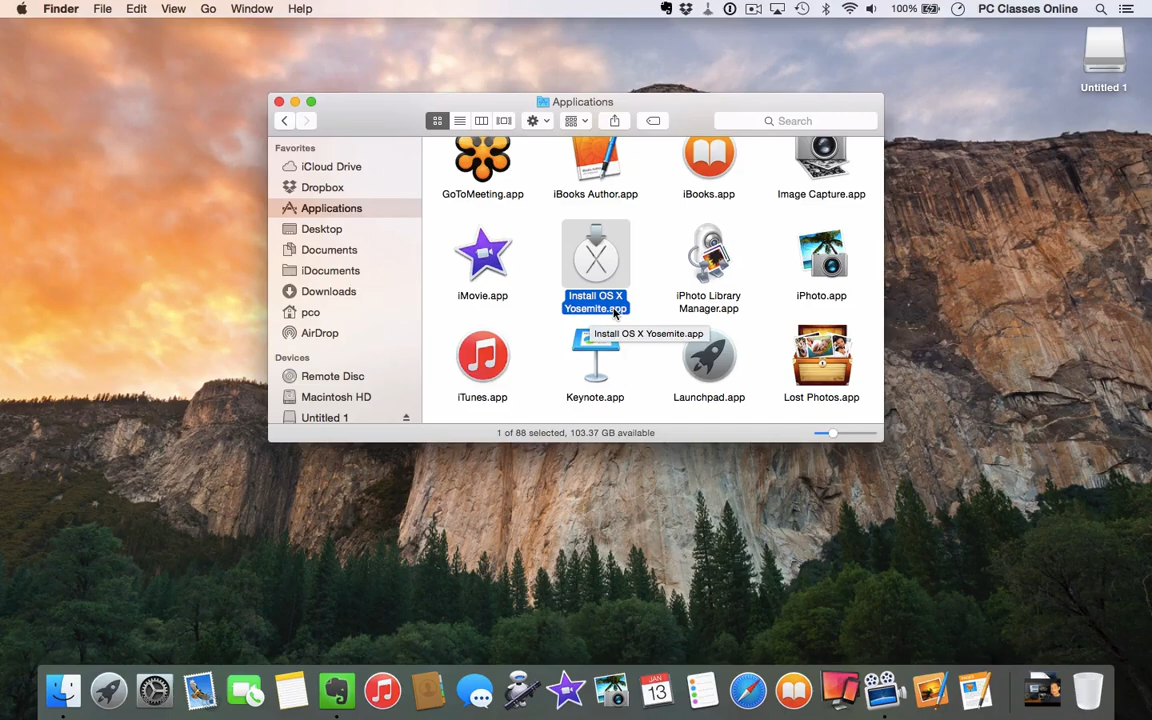 Finder File Edit View Go Window Help 100% PC Classes Online
Untitled 1
Applications
Search
Favorites
iCloud Drive
Dropbox
Applications
Desktop
Documents
iDocuments
Downloads
pco
AirDrop
Devices
Remote Disc
Macintosh HD
Untitled 1
GoToMeeting.app iBooks Author.app iBooks.app Image Capture.app
iMovie.app
Install OS X
Yosemite.app
iPhoto Library
Manager.app
iPhoto.app
Install OS X Yosemite.app
iTunes.app Keynote.app Launchpad.app Lost Photos.app
1 of 88 selected, 103.37 GB available
JAN
13